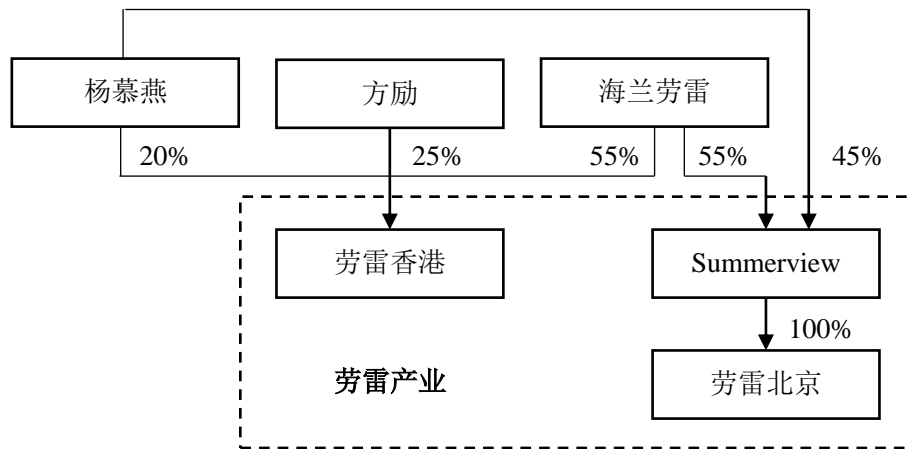 杨慕燕 方励 海兰劳雷
20% 25% 55% 55% 45%
劳雷香港 Summerview
100%
劳雷产业 劳雷北京